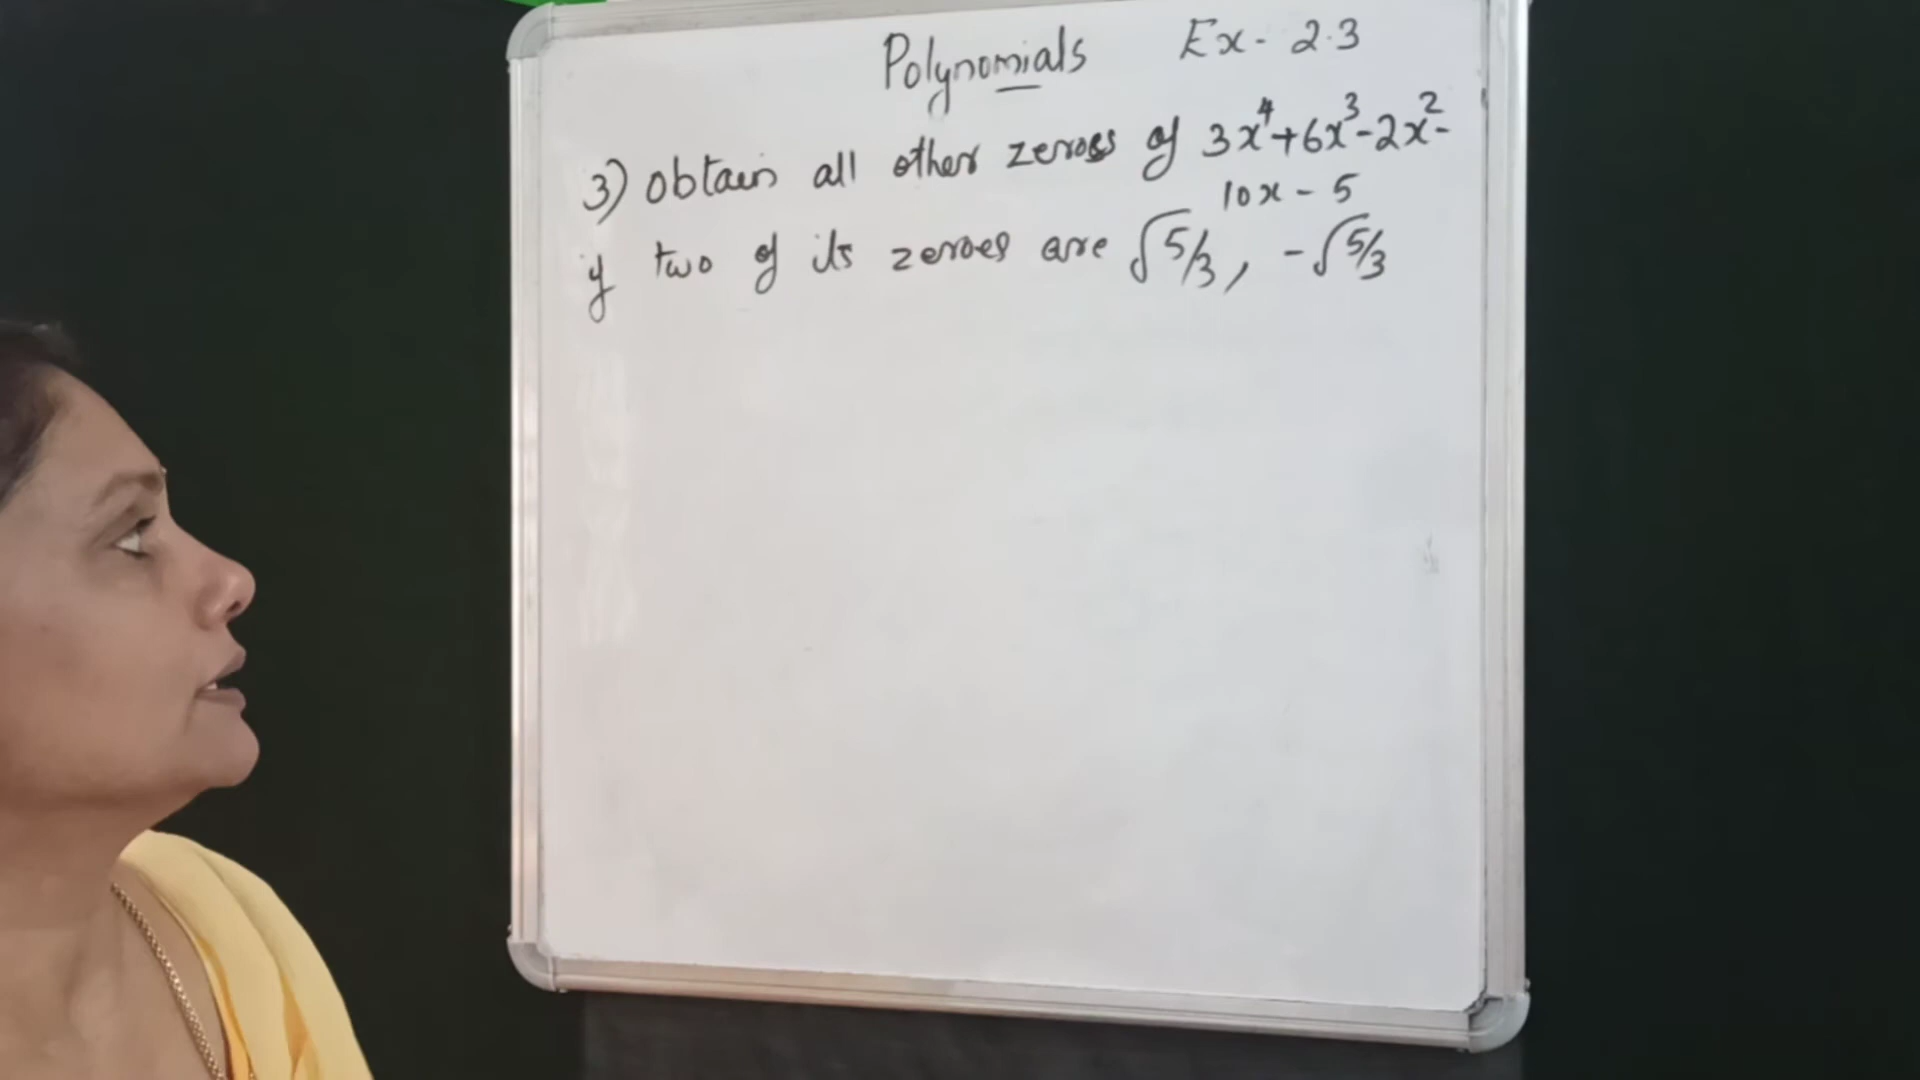 Polynomials Ex - 2.3
3) obtain all other zeroes of 3x⁴+6x³-2x²-
10x - 5
if two of its zeroes are √5/3, -√5/3